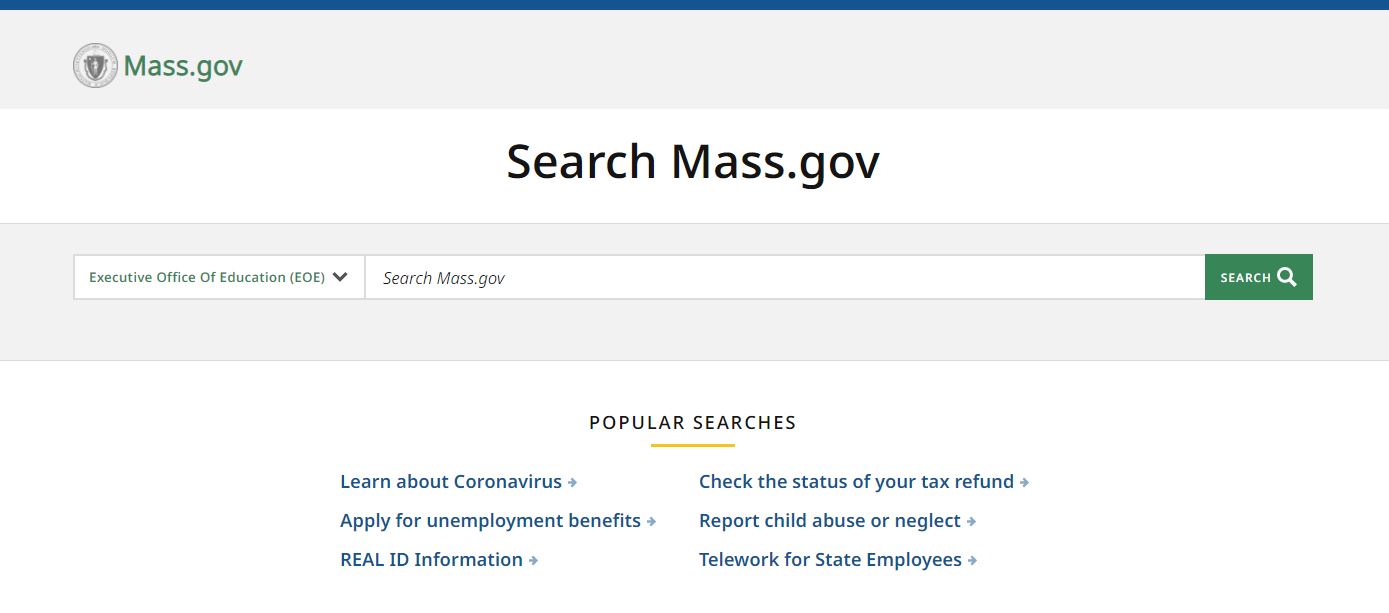 Mass.gov
Search Mass.gov
Executive Office Of Education (EOE)
Search Mass.gov
SEARCH
POPULAR SEARCHES
Learn about Coronavirus
Check the status of your tax refund
Apply for unemployment benefits
Report child abuse or neglect
REAL ID Information
Telework for State Employees